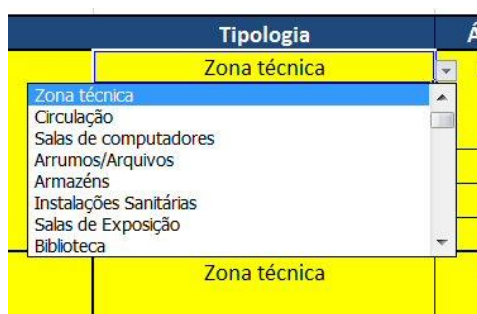 Tipologia
Á
Zona técnica
Zona técnica
Circulação
Salas de computadores
Arrumos/Arquivos
Armazéns
Instalações Sanitárias
Salas de Exposição
Biblioteca
Zona técnica